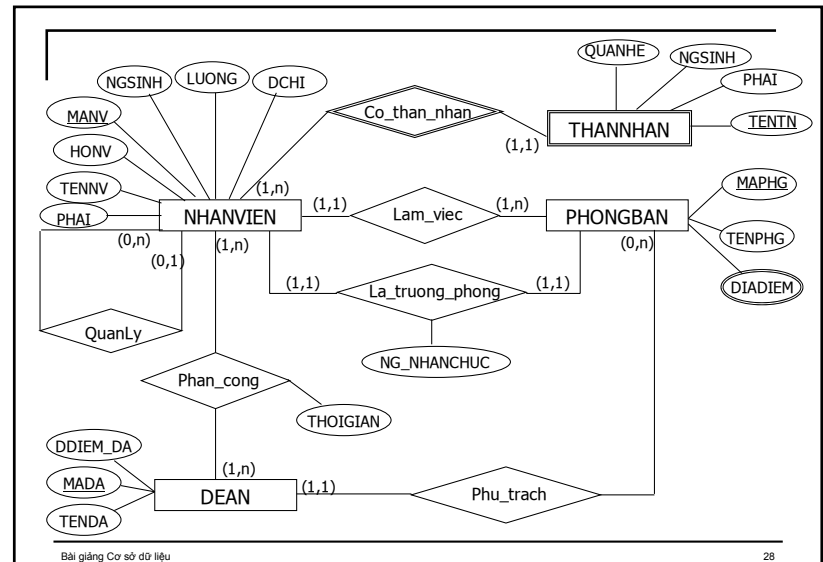 QUANHE
NGSINH
PHAI
TENTN
THANNHAN
(1,1)
Co_than_nhan
NGSINH
LUONG
DCHI
MANV
HONV
TENNV
PHAI
(1,n)
NHANVIEN
(1,1)
Lam_viec
(1,n)
PHONGBAN
MAPHG
TENPHG
DIADIEM
(0,n)
(0,1)
(1,n)
(0,n)
(1,1)
La_truong_phong
(1,1)
QuanLy
NG_NHANCHUC
Phan_cong
THOIGIAN
DDIEM_DA
MADA
TENDA
(1,n)
DEAN
(1,1)
Phu_trach
Bài giảng Cơ sở dữ liệu
28